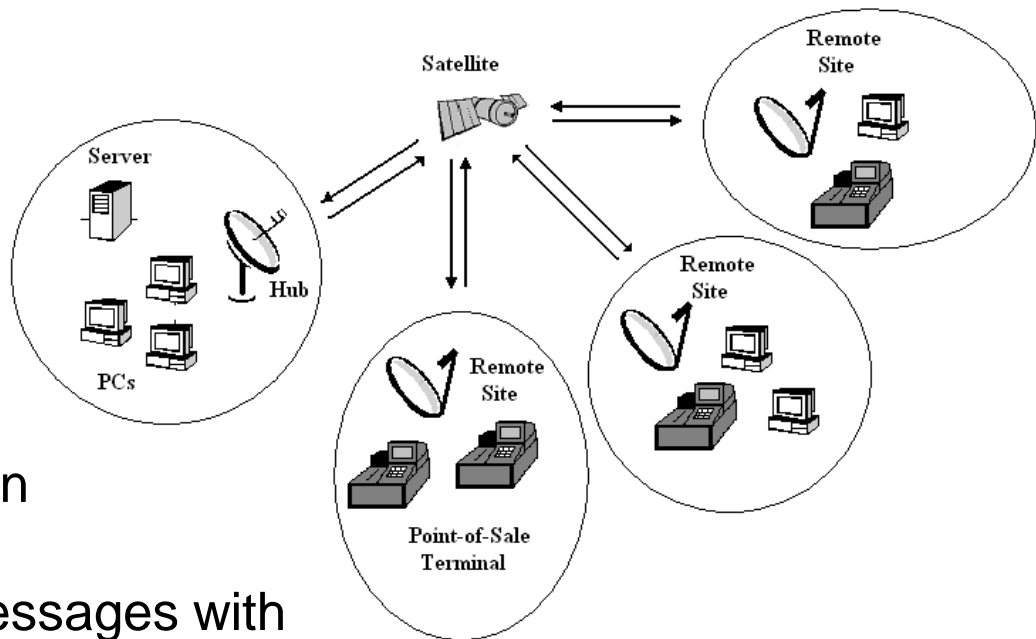 Satellite
Remote
Site
Server
Hub
PCs
Remote
Site
Remote
Site
Point-of-Sale
Terminal
n
essages with